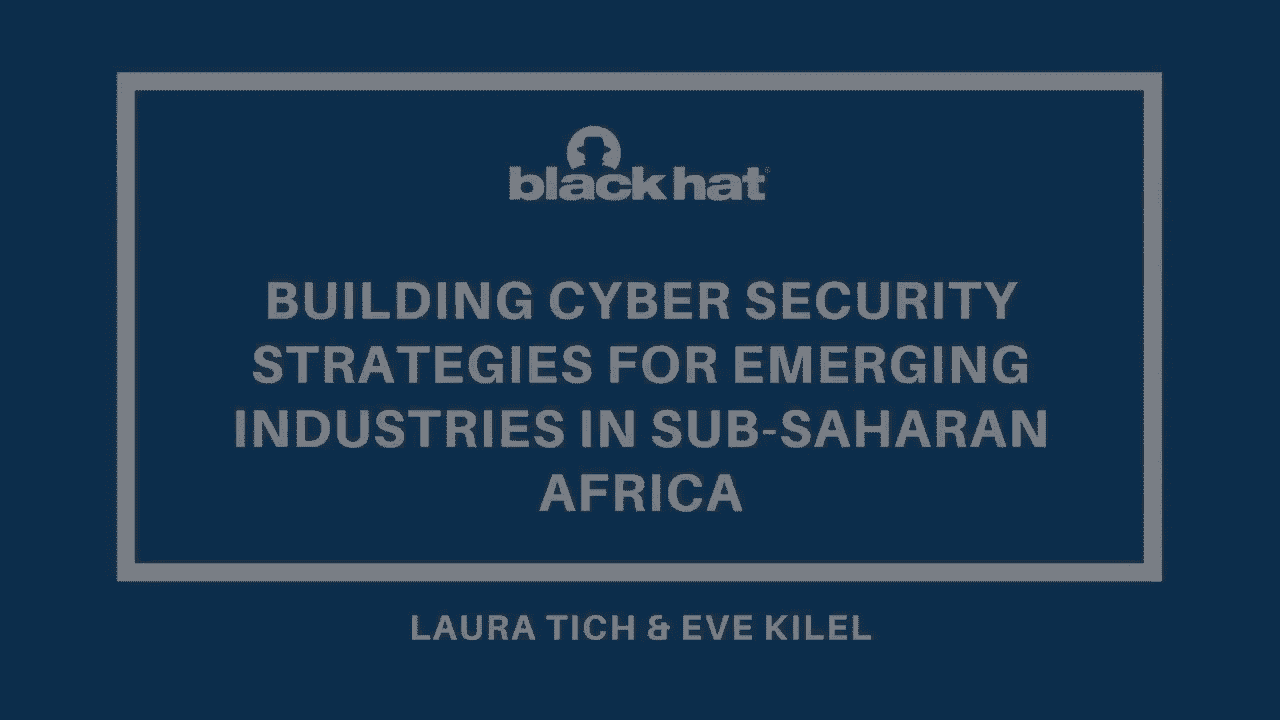 black hat®
BUILDING CYBER SECURITY
STRATEGIES FOR EMERGING
INDUSTRIES IN SUB-SAHARAN
AFRICA
LAURA TICH & EVE KILEL